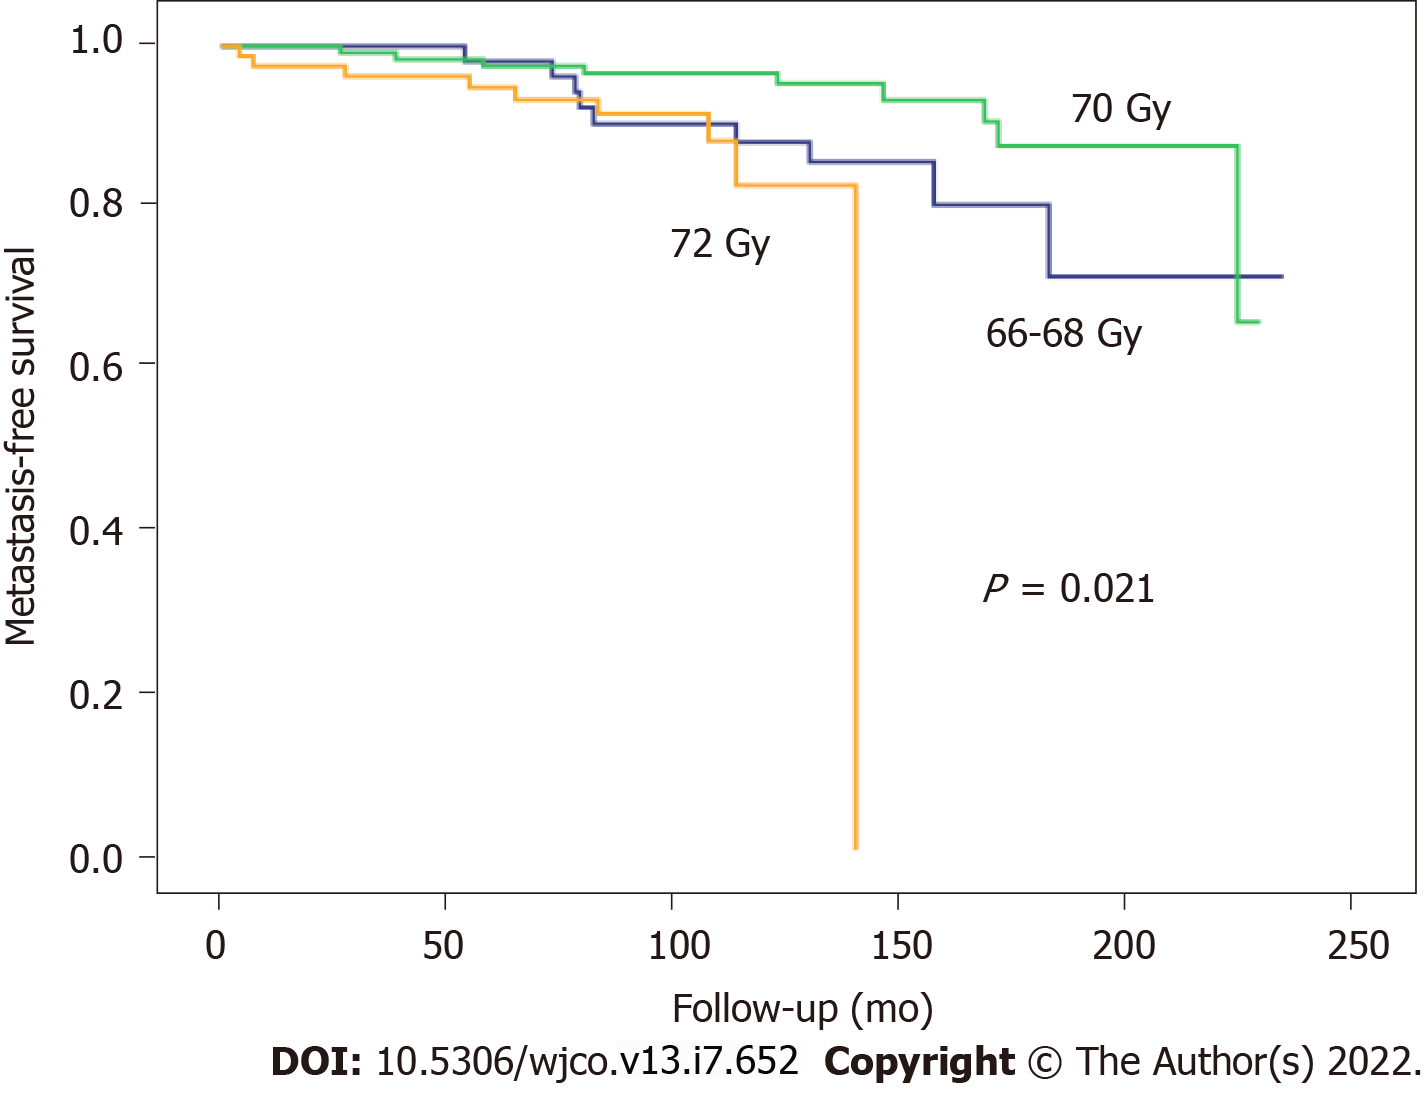 Metastasis-free survival
1.0
0.8
0.6
0.4
0.2
0.0
70 Gy
72 Gy
66-68 Gy
P = 0.021
0 50 100 150 200 250
Follow-up (mo)
DOI: 10.5306/wjco.v13.i7.652 Copyright © The Author(s) 2022.